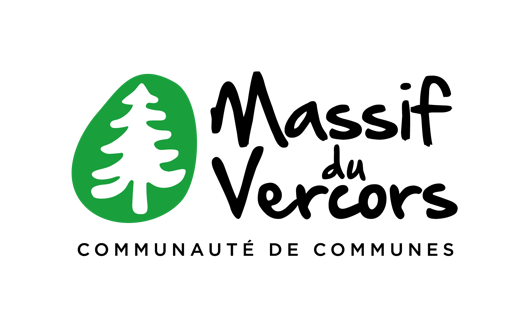 Massif
du
Vercors
COMMUNAUTÉ DE COMMUNES